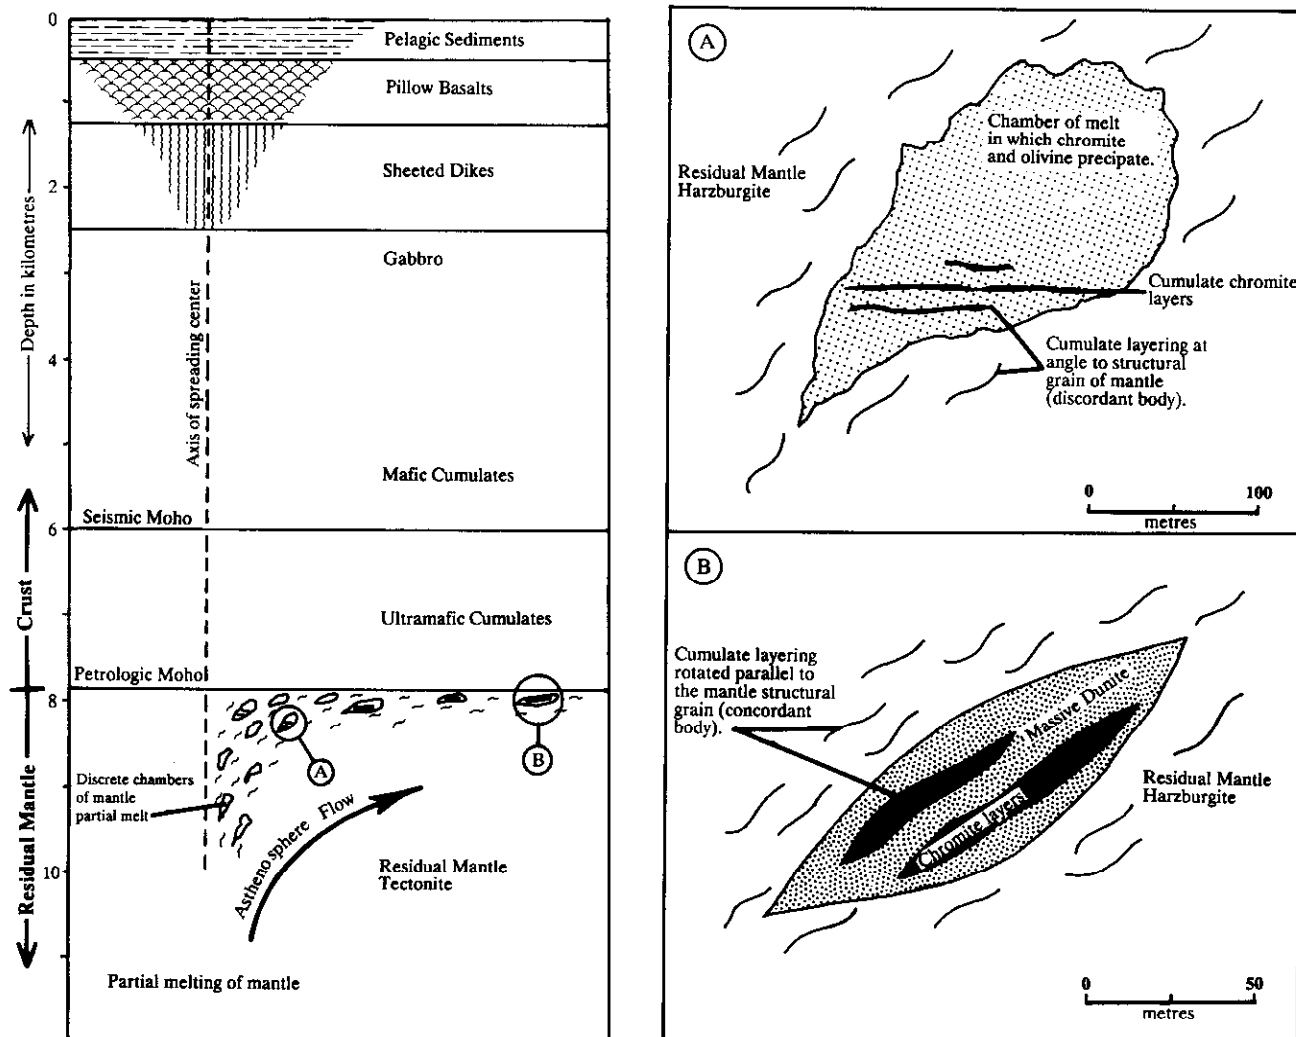 0
Pelagic Sediments
Pillow Basalts
Sheeted Dikes
2
Gabbro
Depth in kilometres
Axis of spreading center
4
Mafic Cumulates
Seismic Moho
6
Crust
Ultramafic Cumulates
Petrologic Moho
8
A
B
Discrete chambers
of mantle
partial melt
Residual Mantle
Asthenosphere Flow
10
Residual Mantle
Tectonite
Partial melting of mantle
A
Chamber of melt
in which chromite
and olivine precipate.
Residual Mantle
Harzburgite
Cumulate chromite
layers
Cumulate layering at
angle to structural
grain of mantle
(discordant body).
0 100
metres
B
Cumulate layering
rotated parallel to
the mantle structural
grain (concordant
body).
Massive Dunite
Chromite layers
Residual Mantle
Harzburgite
0 50
metres